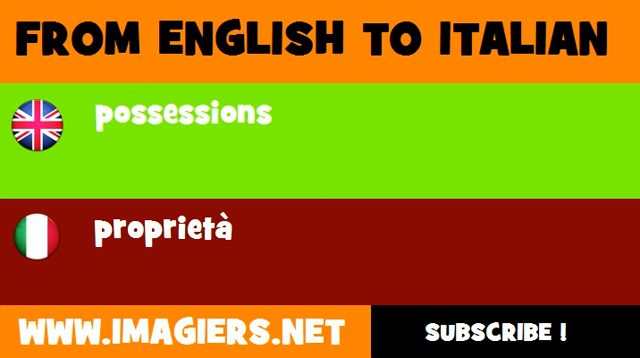 FROM ENGLISH TO ITALIAN
possessions
proprietà
WWW.IMAGIERS.NET
SUBSCRIBE !